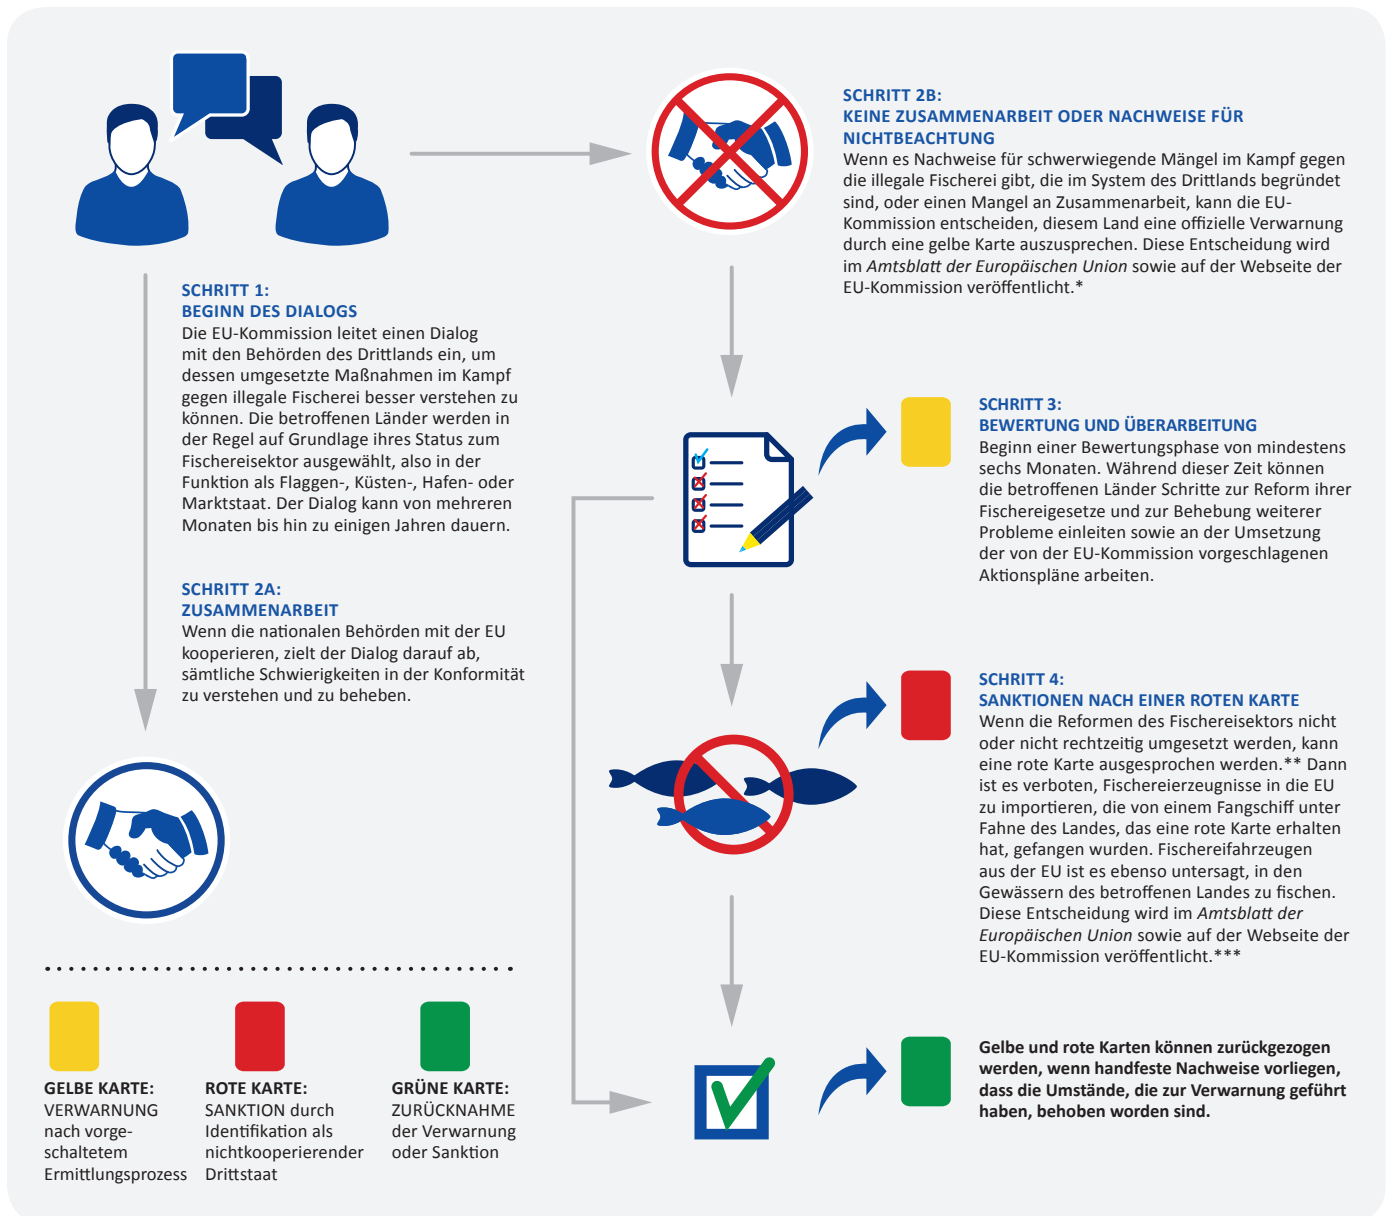 SCHRITT 1:
BEGINN DES DIALOGS
Die EU-Kommission leitet einen Dialog
mit den Behörden des Drittlands ein, um
dessen umgesetzte Maßnahmen im Kampf
gegen illegale Fischerei besser verstehen zu
können. Die betroffenen Länder werden in
der Regel auf Grundlage ihres Status zum
Fischereisektor ausgewählt, also in der
Funktion als Flaggen-, Küsten-, Hafen- oder
Marktstaat. Der Dialog kann von mehreren
Monaten bis hin zu einigen Jahren dauern.
SCHRITT 2A:
ZUSAMMENARBEIT
Wenn die nationalen Behörden mit der EU
kooperieren, zielt der Dialog darauf ab,
sämtliche Schwierigkeiten in der Konformität
zu verstehen und zu beheben.
SCHRITT 2B:
KEINE ZUSAMMENARBEIT ODER NACHWEISE FÜR
NICHTBEACHTUNG
Wenn es Nachweise für schwerwiegende Mängel im Kampf gegen
die illegale Fischerei gibt, die im System des Drittlands begründet
sind, oder einen Mangel an Zusammenarbeit, kann die EU-
Kommission entscheiden, diesem Land eine offizielle Verwarnung
durch eine gelbe Karte auszusprechen. Diese Entscheidung wird
im Amtsblatt der Europäischen Union sowie auf der Webseite der
EU-Kommission veröffentlicht.*
SCHRITT 3:
BEWERTUNG UND ÜBERARBEITUNG
Beginn einer Bewertungsphase von mindestens
sechs Monaten. Während dieser Zeit können
die betroffenen Länder Schritte zur Reform ihrer
Fischereigesetze und zur Behebung weiterer
Probleme einleiten sowie an der Umsetzung
der von der EU-Kommission vorgeschlagenen
Aktionspläne arbeiten.
SCHRITT 4:
SANKTIONEN NACH EINER ROTEN KARTE
Wenn die Reformen des Fischereisektors nicht
oder nicht rechtzeitig umgesetzt werden, kann
eine rote Karte ausgesprochen werden.** Dann
ist es verboten, Fischereierzeugnisse in die EU
zu importieren, die von einem Fangschiff unter
Fahne des Landes, das eine rote Karte erhalten
hat, gefangen wurden. Fischereifahrzeugen
aus der EU ist es ebenso untersagt, in den
Gewässern des betroffenen Landes zu fischen.
Diese Entscheidung wird im Amtsblatt der
Europäischen Union sowie auf der Webseite der
EU-Kommission veröffentlicht.***
Gelbe und rote Karten können zurückgezogen
werden, wenn handfeste Nachweise vorliegen,
dass die Umstände, die zur Verwarnung geführt
haben, behoben worden sind.
GELBE KARTE:
VERWARNUNG
nach vorge-
schaltetem
Ermittlungsprozess
ROTE KARTE:
SANKTION durch
Identifikation als
nichtkooperierender
Drittstaat
GRÜNE KARTE:
ZURÜCKNAHME
der Verwarnung
oder Sanktion